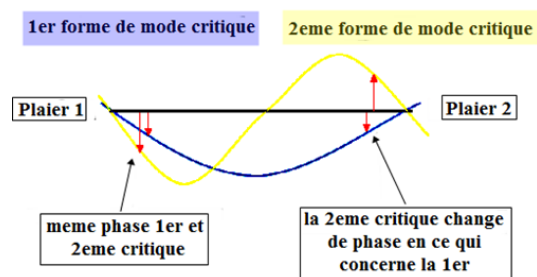 1er forme de mode critique
2eme forme de mode critique
Plaier 1
Plaier 2
meme phase 1er et
2eme critique
la 2eme critique change
de phase en ce qui
concerne la 1er